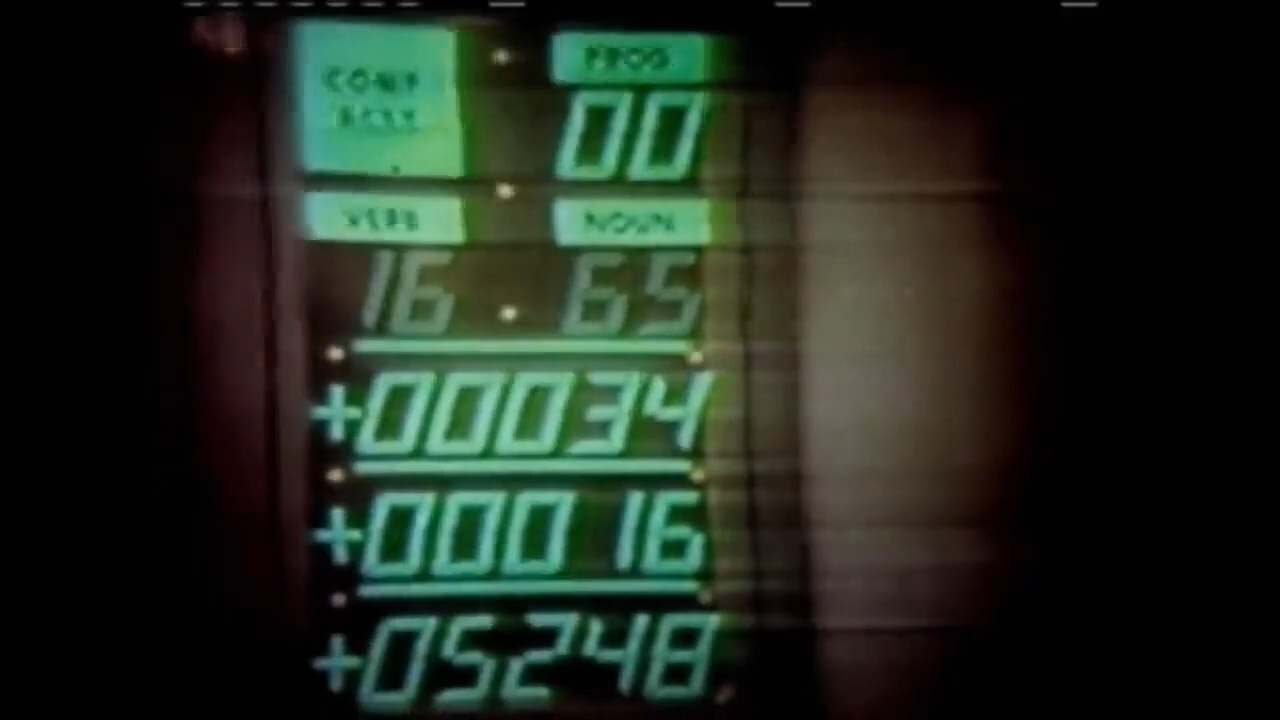 COMP PROG
ACTY 00
VERB NOUN
16 65
+00034
+00016
+05248